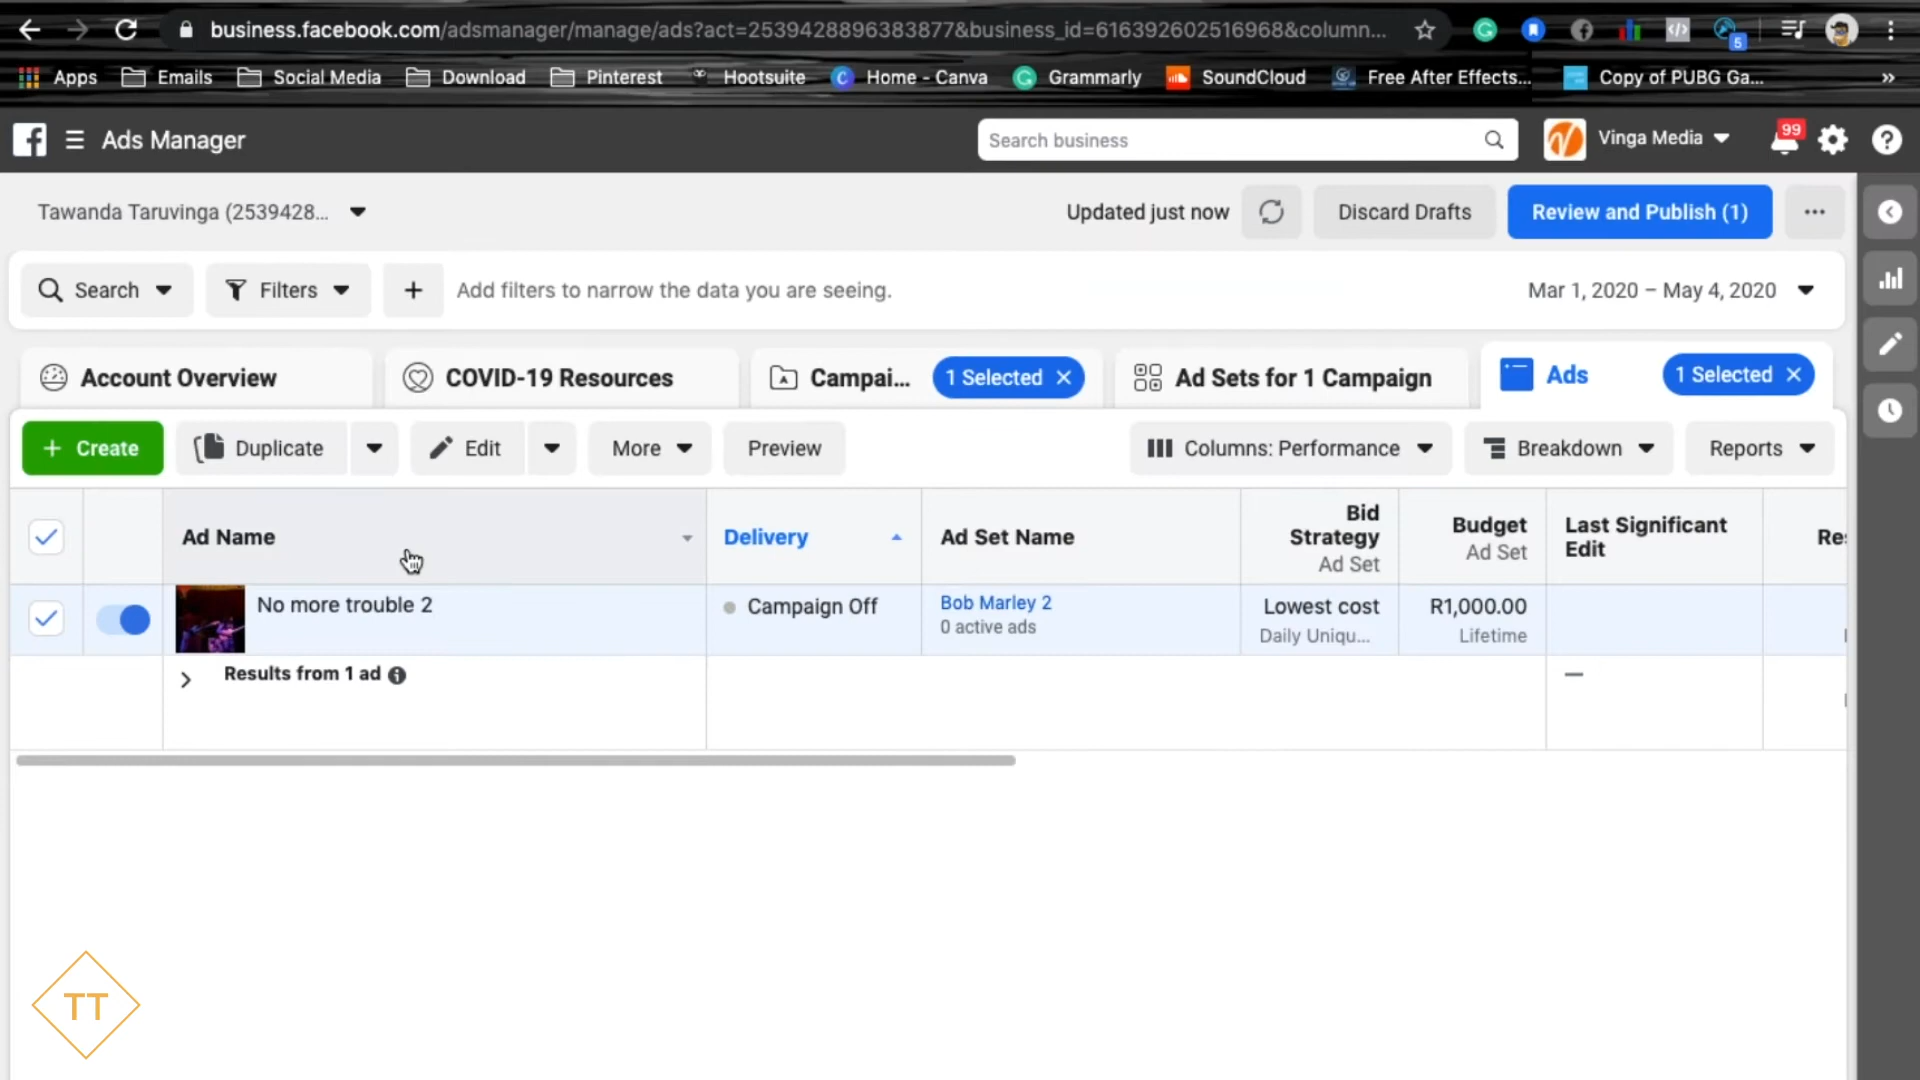 business.facebook.com/adsmanager/manage/ads?act=2539428896383877&business_id=616392602516968&column...
5
Apps Emails Social Media Download Pinterest Hootsuite Home - Canva Grammarly SoundCloud Free After Effects... Copy of PUBG Ga... »
Ads Manager Search business Vinga Media 99
Tawanda Taruvinga (2539428... Updated just now Discard Drafts Review and Publish (1) ...
Search Filters + Add filters to narrow the data you are seeing. Mar 1, 2020 – May 4, 2020
Account Overview COVID-19 Resources Campai... 1 Selected Ad Sets for 1 Campaign Ads 1 Selected
+ Create Duplicate Edit More Preview Columns: Performance Breakdown Reports
Ad Name Delivery Ad Set Name Bid Strategy Ad Set Budget Ad Set Last Significant Edit Re
No more trouble 2 Campaign Off Bob Marley 2 Lowest cost R1,000.00
0 active ads Daily Uniqu... Lifetime
Results from 1 ad —
TT